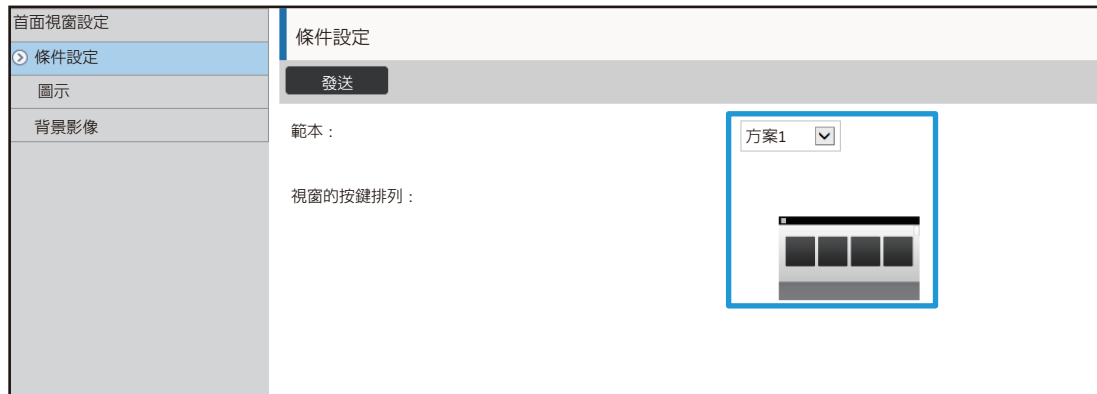 首面視窗設定
條件設定
圖示
背景影像
條件設定
發送
範本：
方案1
視窗的按鍵排列：